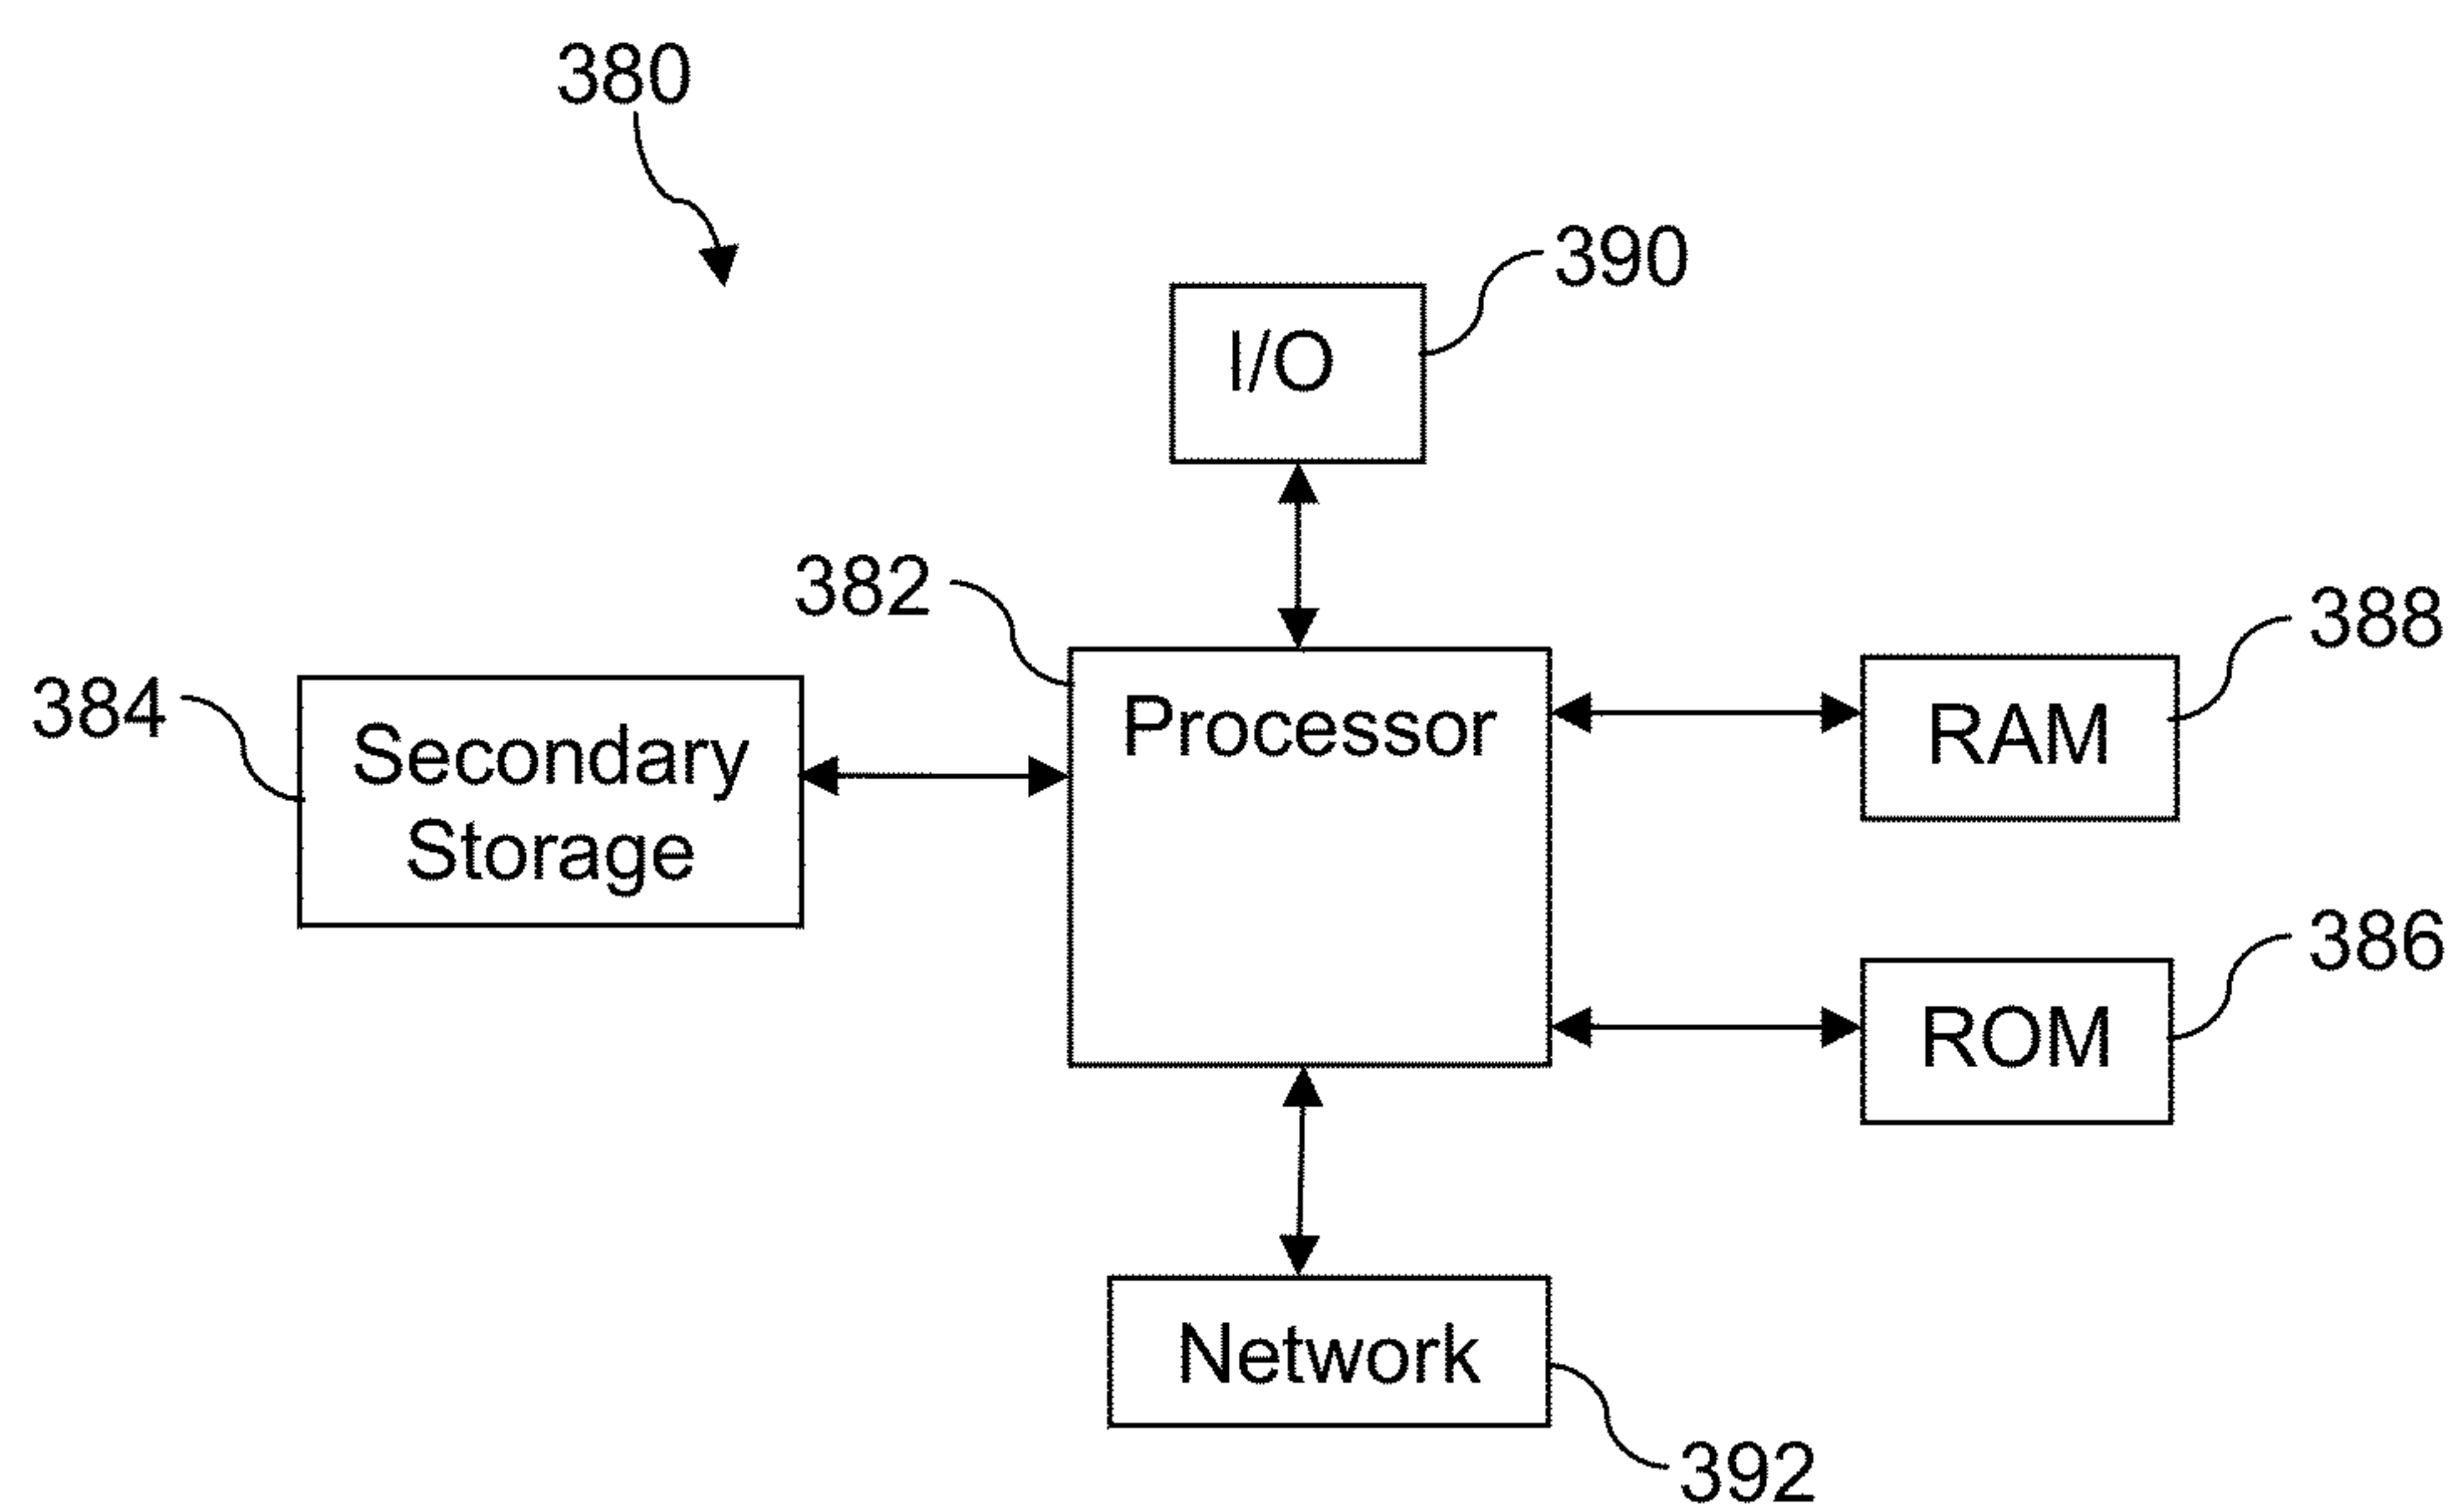 380
390
I/O
382
388
384
Processor
RAM
Secondary
Storage
386
ROM
Network
392